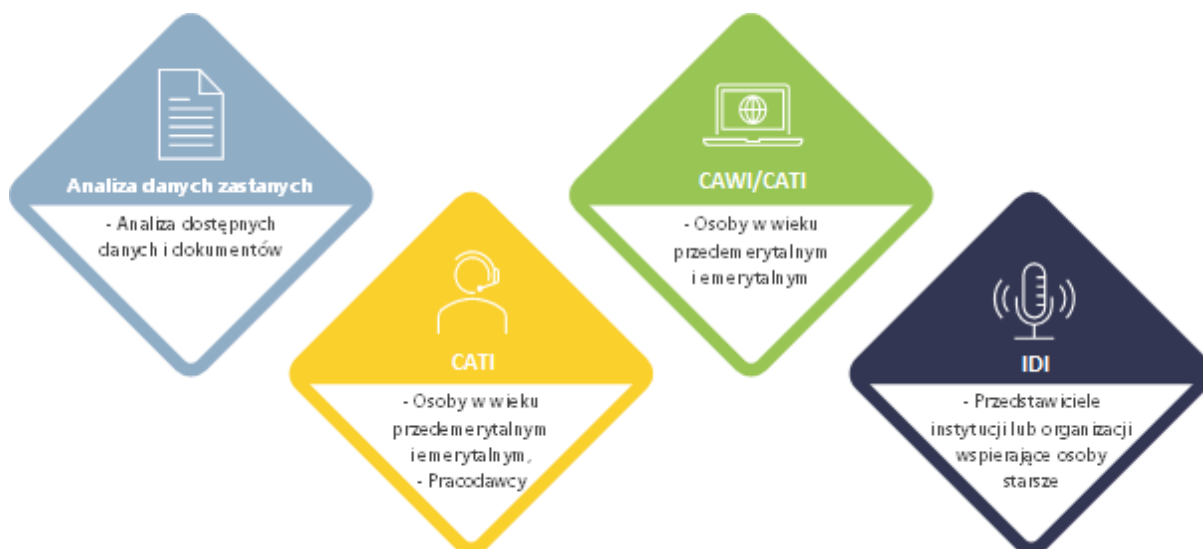 Analiza danych zastanych
- Analiza dostępnych
danych i dokumentów
CATI
- Osoby w wieku
przedemerytalnym
i emerytalnym,
- Pracodawcy
CAWI/CATI
- Osoby w wieku
przedemerytalnym
i emerytalnym
IDI
- Przedstawiciele
instytucji lub organizacji
wspierające osoby
starsze